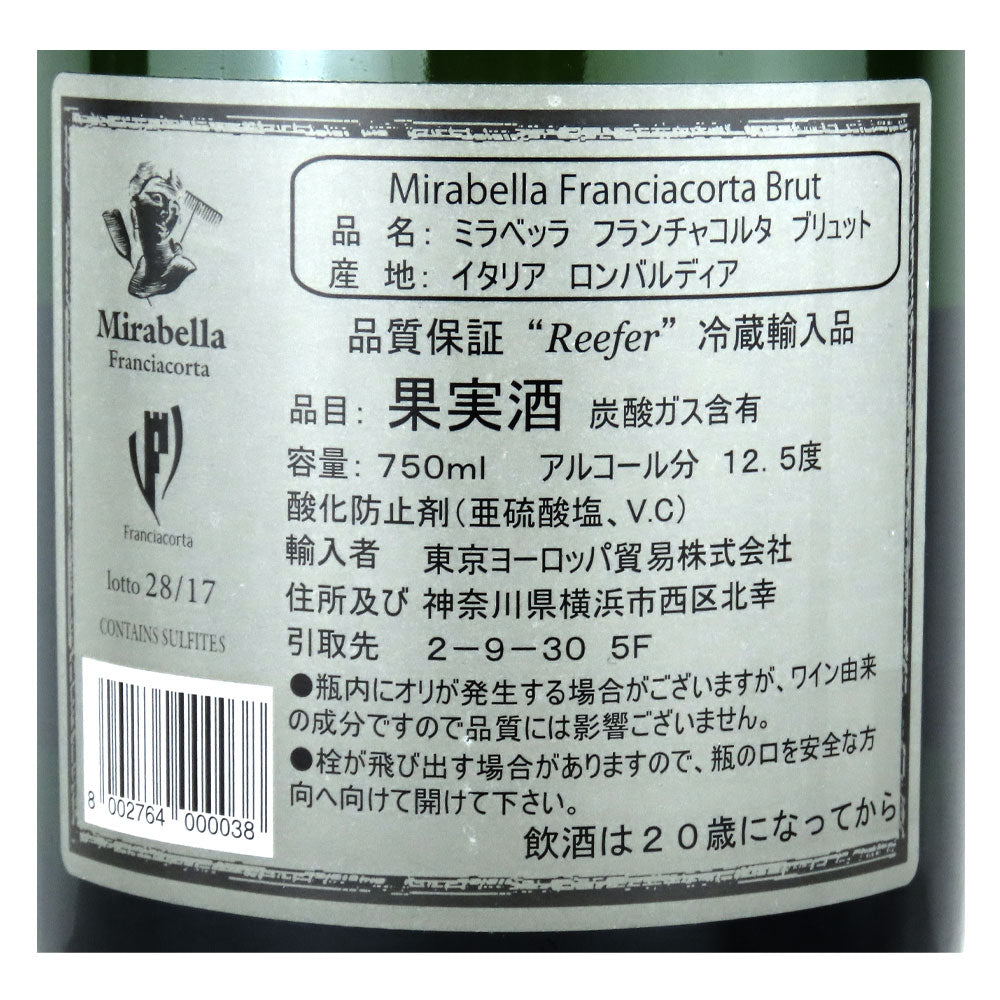 Mirabella
Franciacorta
Franciacorta
lotto 28/17
CONTAINS SULFITES
8 002764 000038
Mirabella Franciacorta Brut
品 名: ミラベッラ フランチャコルタ ブリュット
産 地: イタリア ロンバルディア
品質保証 “Reefer” 冷蔵輸入品
品目: 果実酒 炭酸ガス含有
容量: 750ml アルコール分 12.5度
酸化防止剤(亜硫酸塩、V.C)
輸入者 東京ヨーロッパ貿易株式会社
住所及び 神奈川県横浜市西区北幸
引取先 2-9-30 5F
●瓶内にオリが発生する場合がございますが、ワイン由来
の成分ですので品質には影響ございません。
●栓が飛び出す場合がありますので、瓶の口を安全な方
向へ向けて開けて下さい。
飲酒は20歳になってから